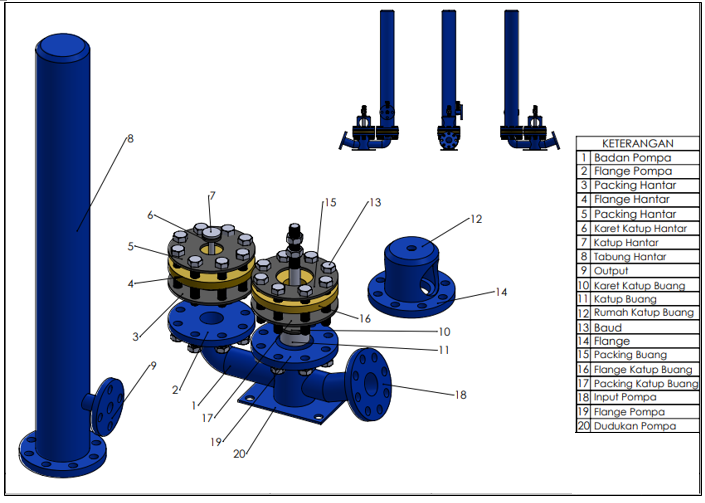 8
7
6
5
4
3
2
1
9
15
13
16
10
11
17
19
20
18
12
14
KETERANGAN
1 Badan Pompa
2 Flange Pompa
3 Packing Hantar
4 Flange Hantar
5 Packing Hantar
6 Karet Katup Hantar
7 Katup Hantar
8 Tabung Hantar
9 Output
10 Karet Katup Buang
11 Katup Buang
12 Rumah Katup Buang
13 Baud
14 Flange
15 Packing Buang
16 Flange Katup Buang
17 Packing Katup Buang
18 Input Pompa
19 Flange Pompa
20 Dudukan Pompa